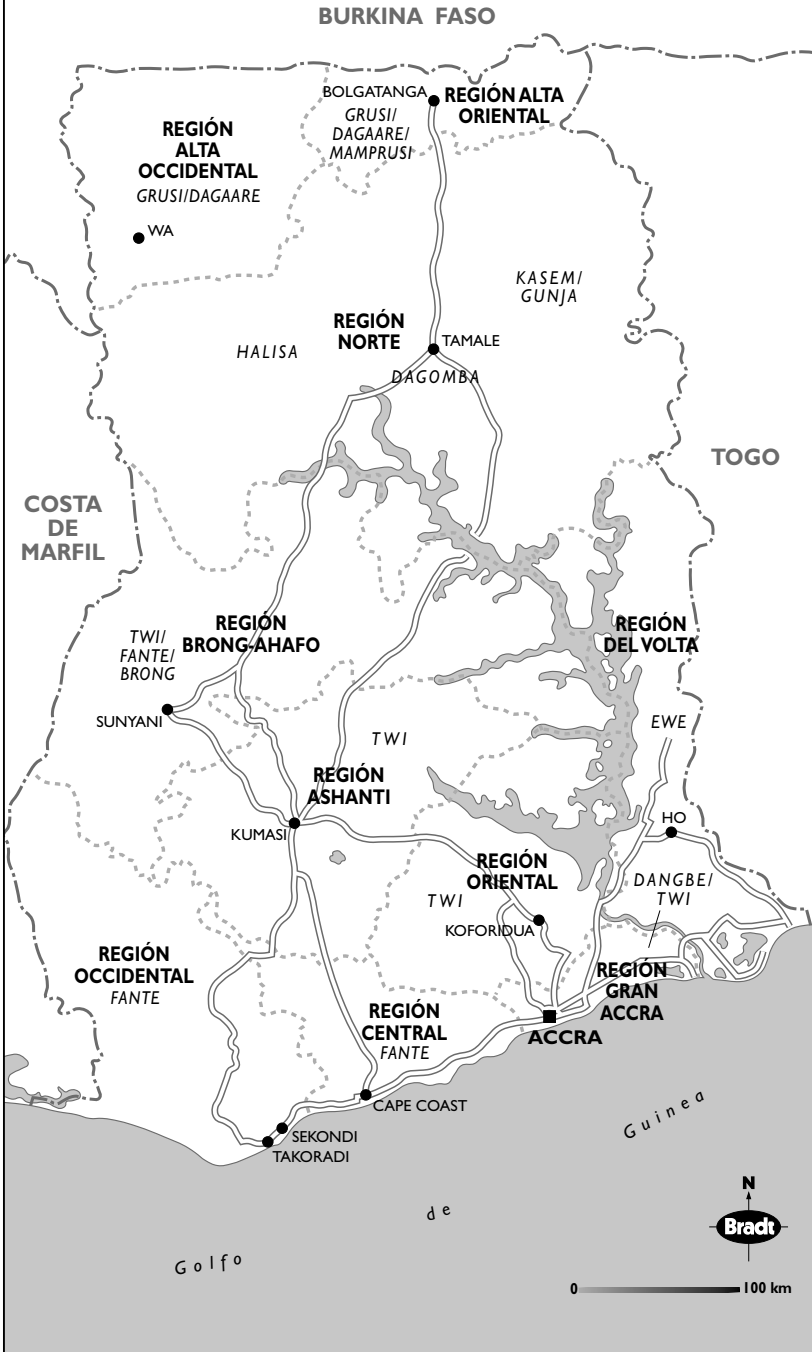 BURKINA FASO
BOLGATANGA
REGIÓN ALTA
ORIENTAL
GRUSI/
DAGAARE/
MAMPRUSI
REGIÓN
ALTA
OCCIDENTAL
GRUSI/DAGAARE
WA
KASEM/
GUNJA
REGIÓN
NORTE
TAMALE
HALISA
DAGOMBA
TOGO
COSTA
DE
MARFIL
REGIÓN
BRONG-AHAFO
TWI/
FANTE/
BRONG
REGIÓN
DEL VOLTA
SUNYANI
EWE
TWI
REGIÓN
ASHANTI
KUMASI
HO
REGIÓN
ORIENTAL
DANGBE/
TWI
TWI
KOFORIDUA
REGIÓN
OCCIDENTAL
FANTE
REGIÓN
GRAN
ACCRA
REGIÓN
CENTRAL
FANTE
ACCRA
CAPE COAST
SEKONDI
TAKORADI
Golfo de Guinea
N
Bradt
0 100 km